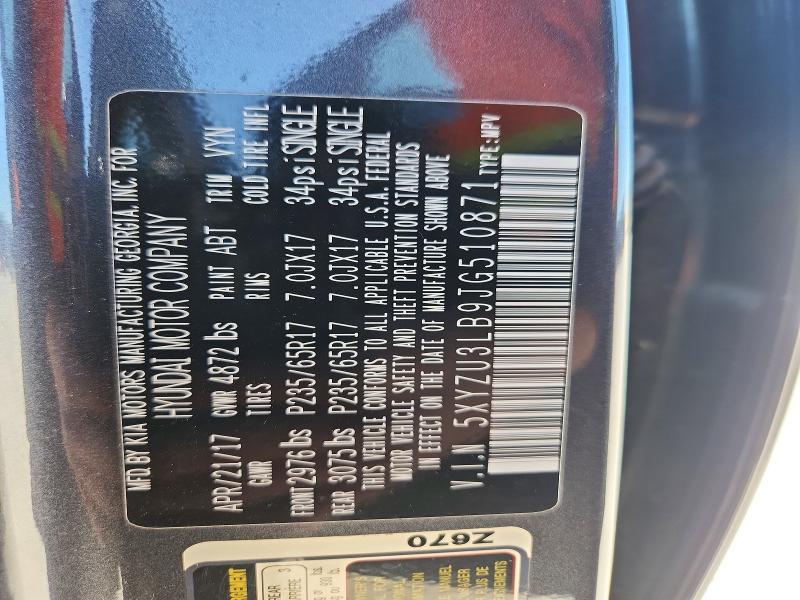 MFD. BY KIA MOTORS MANUFACTURING GEORGIA, INC. FOR
HYUNDAI MOTOR COMPANY
APR/21/17 GVWR 4872 lbs PAINT ABT TRIM VYN
GAWR TIRES RIMS COLD TIRE INFL
FRONT 2976 lbs P235/65R17 7.0JX17 34psi SINGLE
REAR 3075 lbs P235/65R17 7.0JX17 34psi SINGLE
THIS VEHICLE CONFORMS TO ALL APPLICABLE U.S.A. FEDERAL
MOTOR VEHICLE SAFETY AND THEFT PREVENTION STANDARDS
IN EFFECT ON THE DATE OF MANUFACTURE SHOWN ABOVE
V.I.N 5XYZU3LB9JG510871 TYPE:MPV
Z670
REAR 3